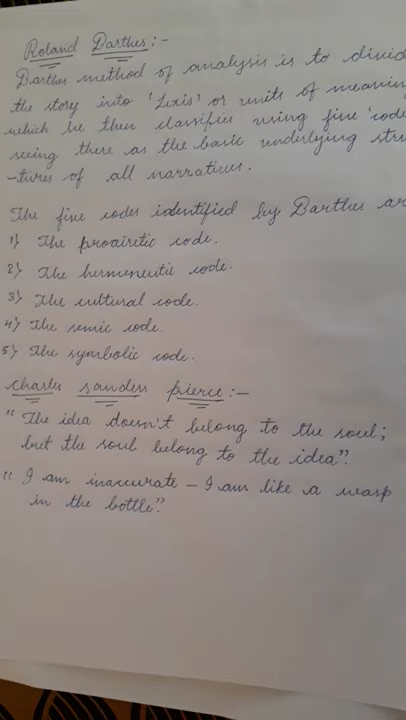 Roland Barthes:-
Barthes method of analysis is to divid
the story into 'Lexis' or units of meanin
which he then classifies using five 'code
seeing these as the basic underlying stru
-tures of all narratives.
The five codes identified by Barthes ar
1) The proairetic code.
2) The hermeneutic code.
3) The cultural code.
4) The semic code.
5) The symbolic code.
Charles sanders pierce:-
"The idea doesn't belong to the soul;
but the soul belong to the idea".
"I am inaccurate - I am like a wasp
in the bottle".